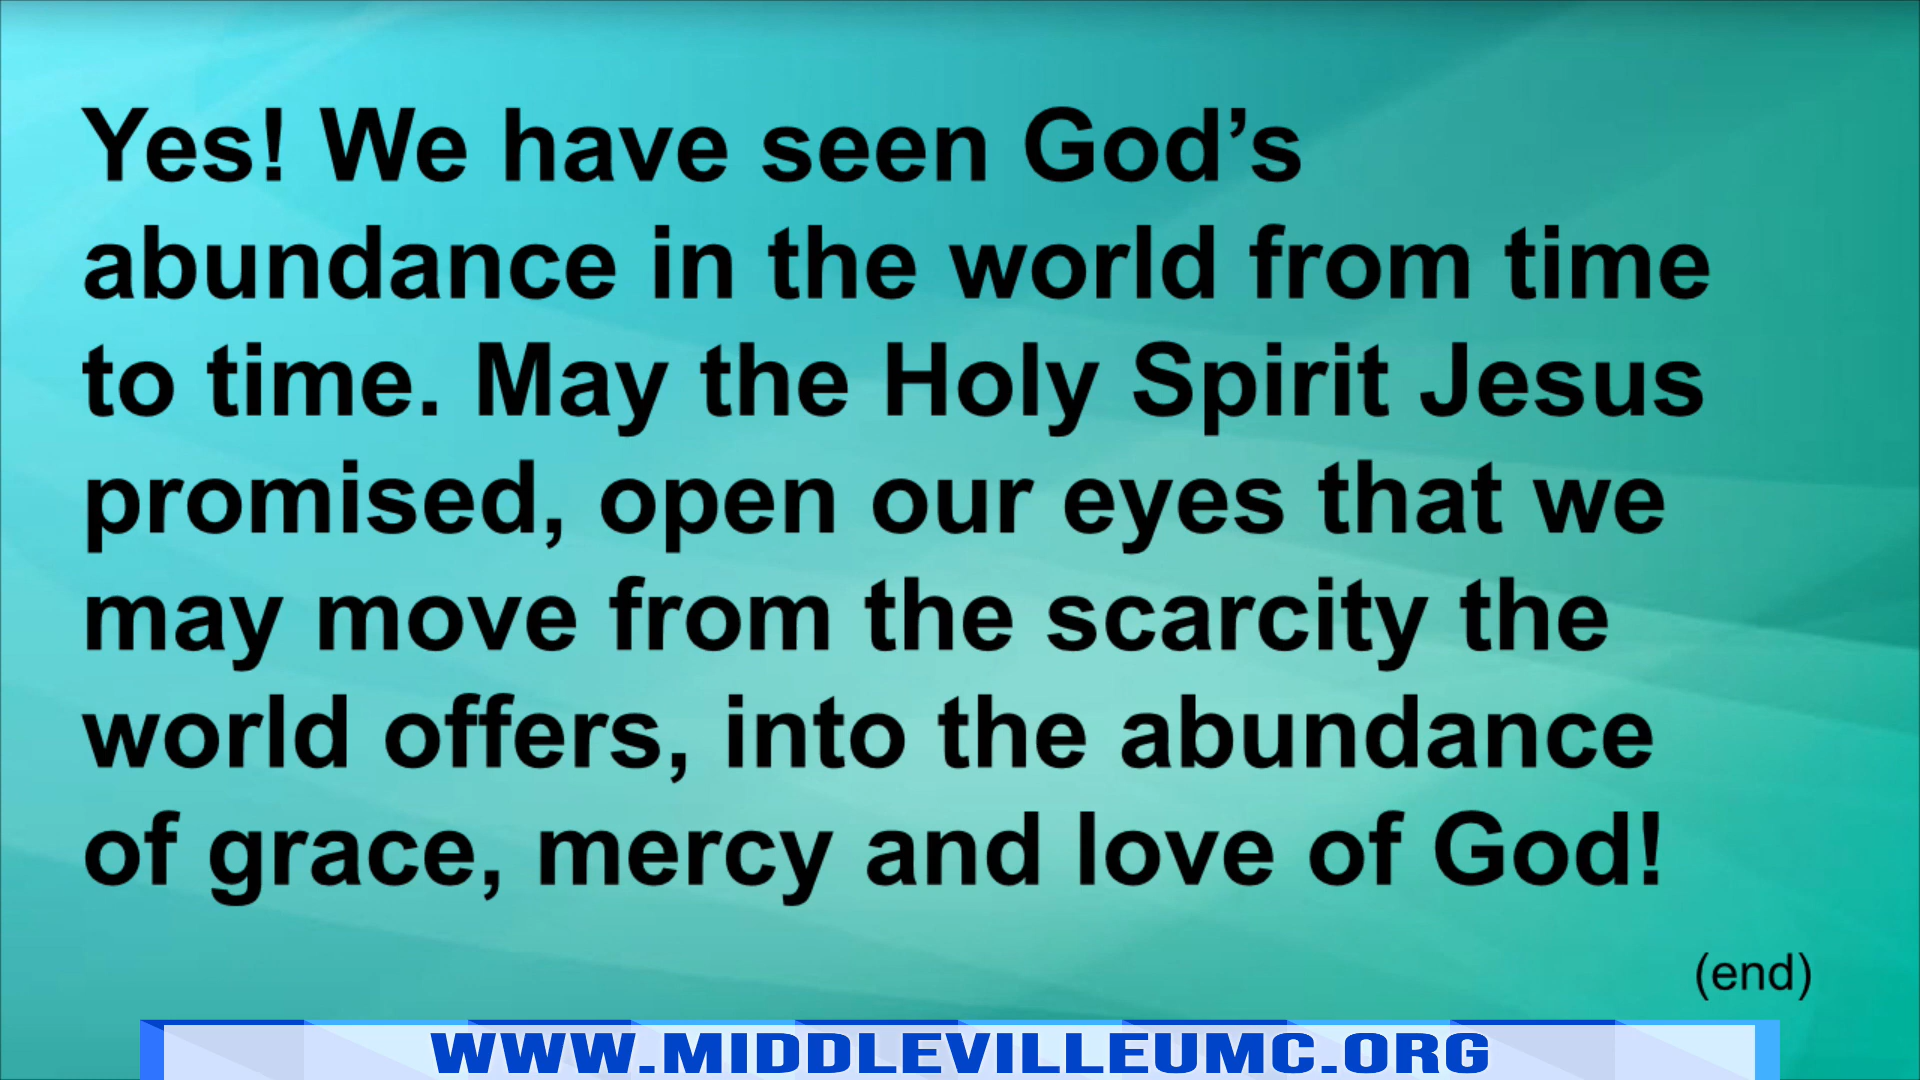 Yes! We have seen God’s
abundance in the world from time
to time. May the Holy Spirit Jesus
promised, open our eyes that we
may move from the scarcity the
world offers, into the abundance
of grace, mercy and love of God!
(end)
WWW.MIDDLEVILLEUMC.ORG